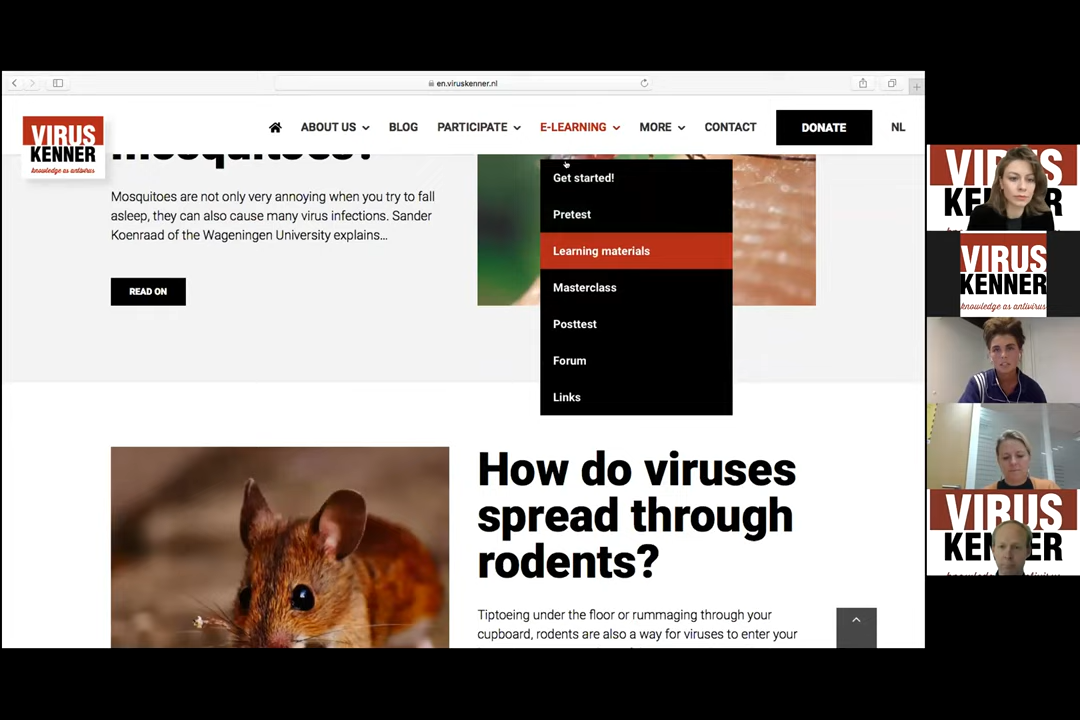 en.viruskenner.nl
VIRUS
KENNER
knowledge as antivirus
ABOUT US
BLOG
PARTICIPATE
E-LEARNING
MORE
CONTACT
DONATE
NL
Mosquitoes are not only very annoying when you try to fall
asleep, they can also cause many virus infections. Sander
Koenraad of the Wageningen University explains...
READ ON
Get started!
Pretest
Learning materials
Masterclass
Posttest
Forum
Links
How do viruses
spread through
rodents?
Tiptoeing under the floor or rummaging through your
cupboard, rodents are also a way for viruses to enter your
VIRUS
KENNER
knowledge as antivirus
VIRUS